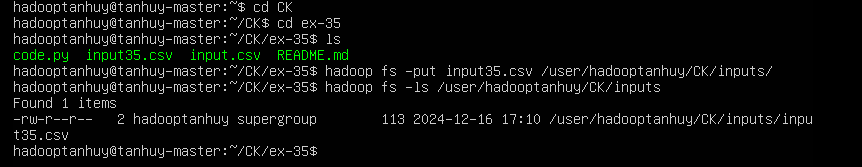 hadooptanhuy@tanhuy-master:~$ cd CK
hadooptanhuy@tanhuy-master:~/CK$ cd ex-35
hadooptanhuy@tanhuy-master:~/CK/ex-35$ ls
code.py  input35.csv  input.csv  README.md
hadooptanhuy@tanhuy-master:~/CK/ex-35$ hadoop fs -put input35.csv /user/hadooptanhuy/CK/inputs/
hadooptanhuy@tanhuy-master:~/CK/ex-35$ hadoop fs -ls /user/hadooptanhuy/CK/inputs
Found 1 items
-rw-r--r--   2 hadooptanhuy supergroup        113 2024-12-16 17:10 /user/hadooptanhuy/CK/inputs/inpu
t35.csv
hadooptanhuy@tanhuy-master:~/CK/ex-35$